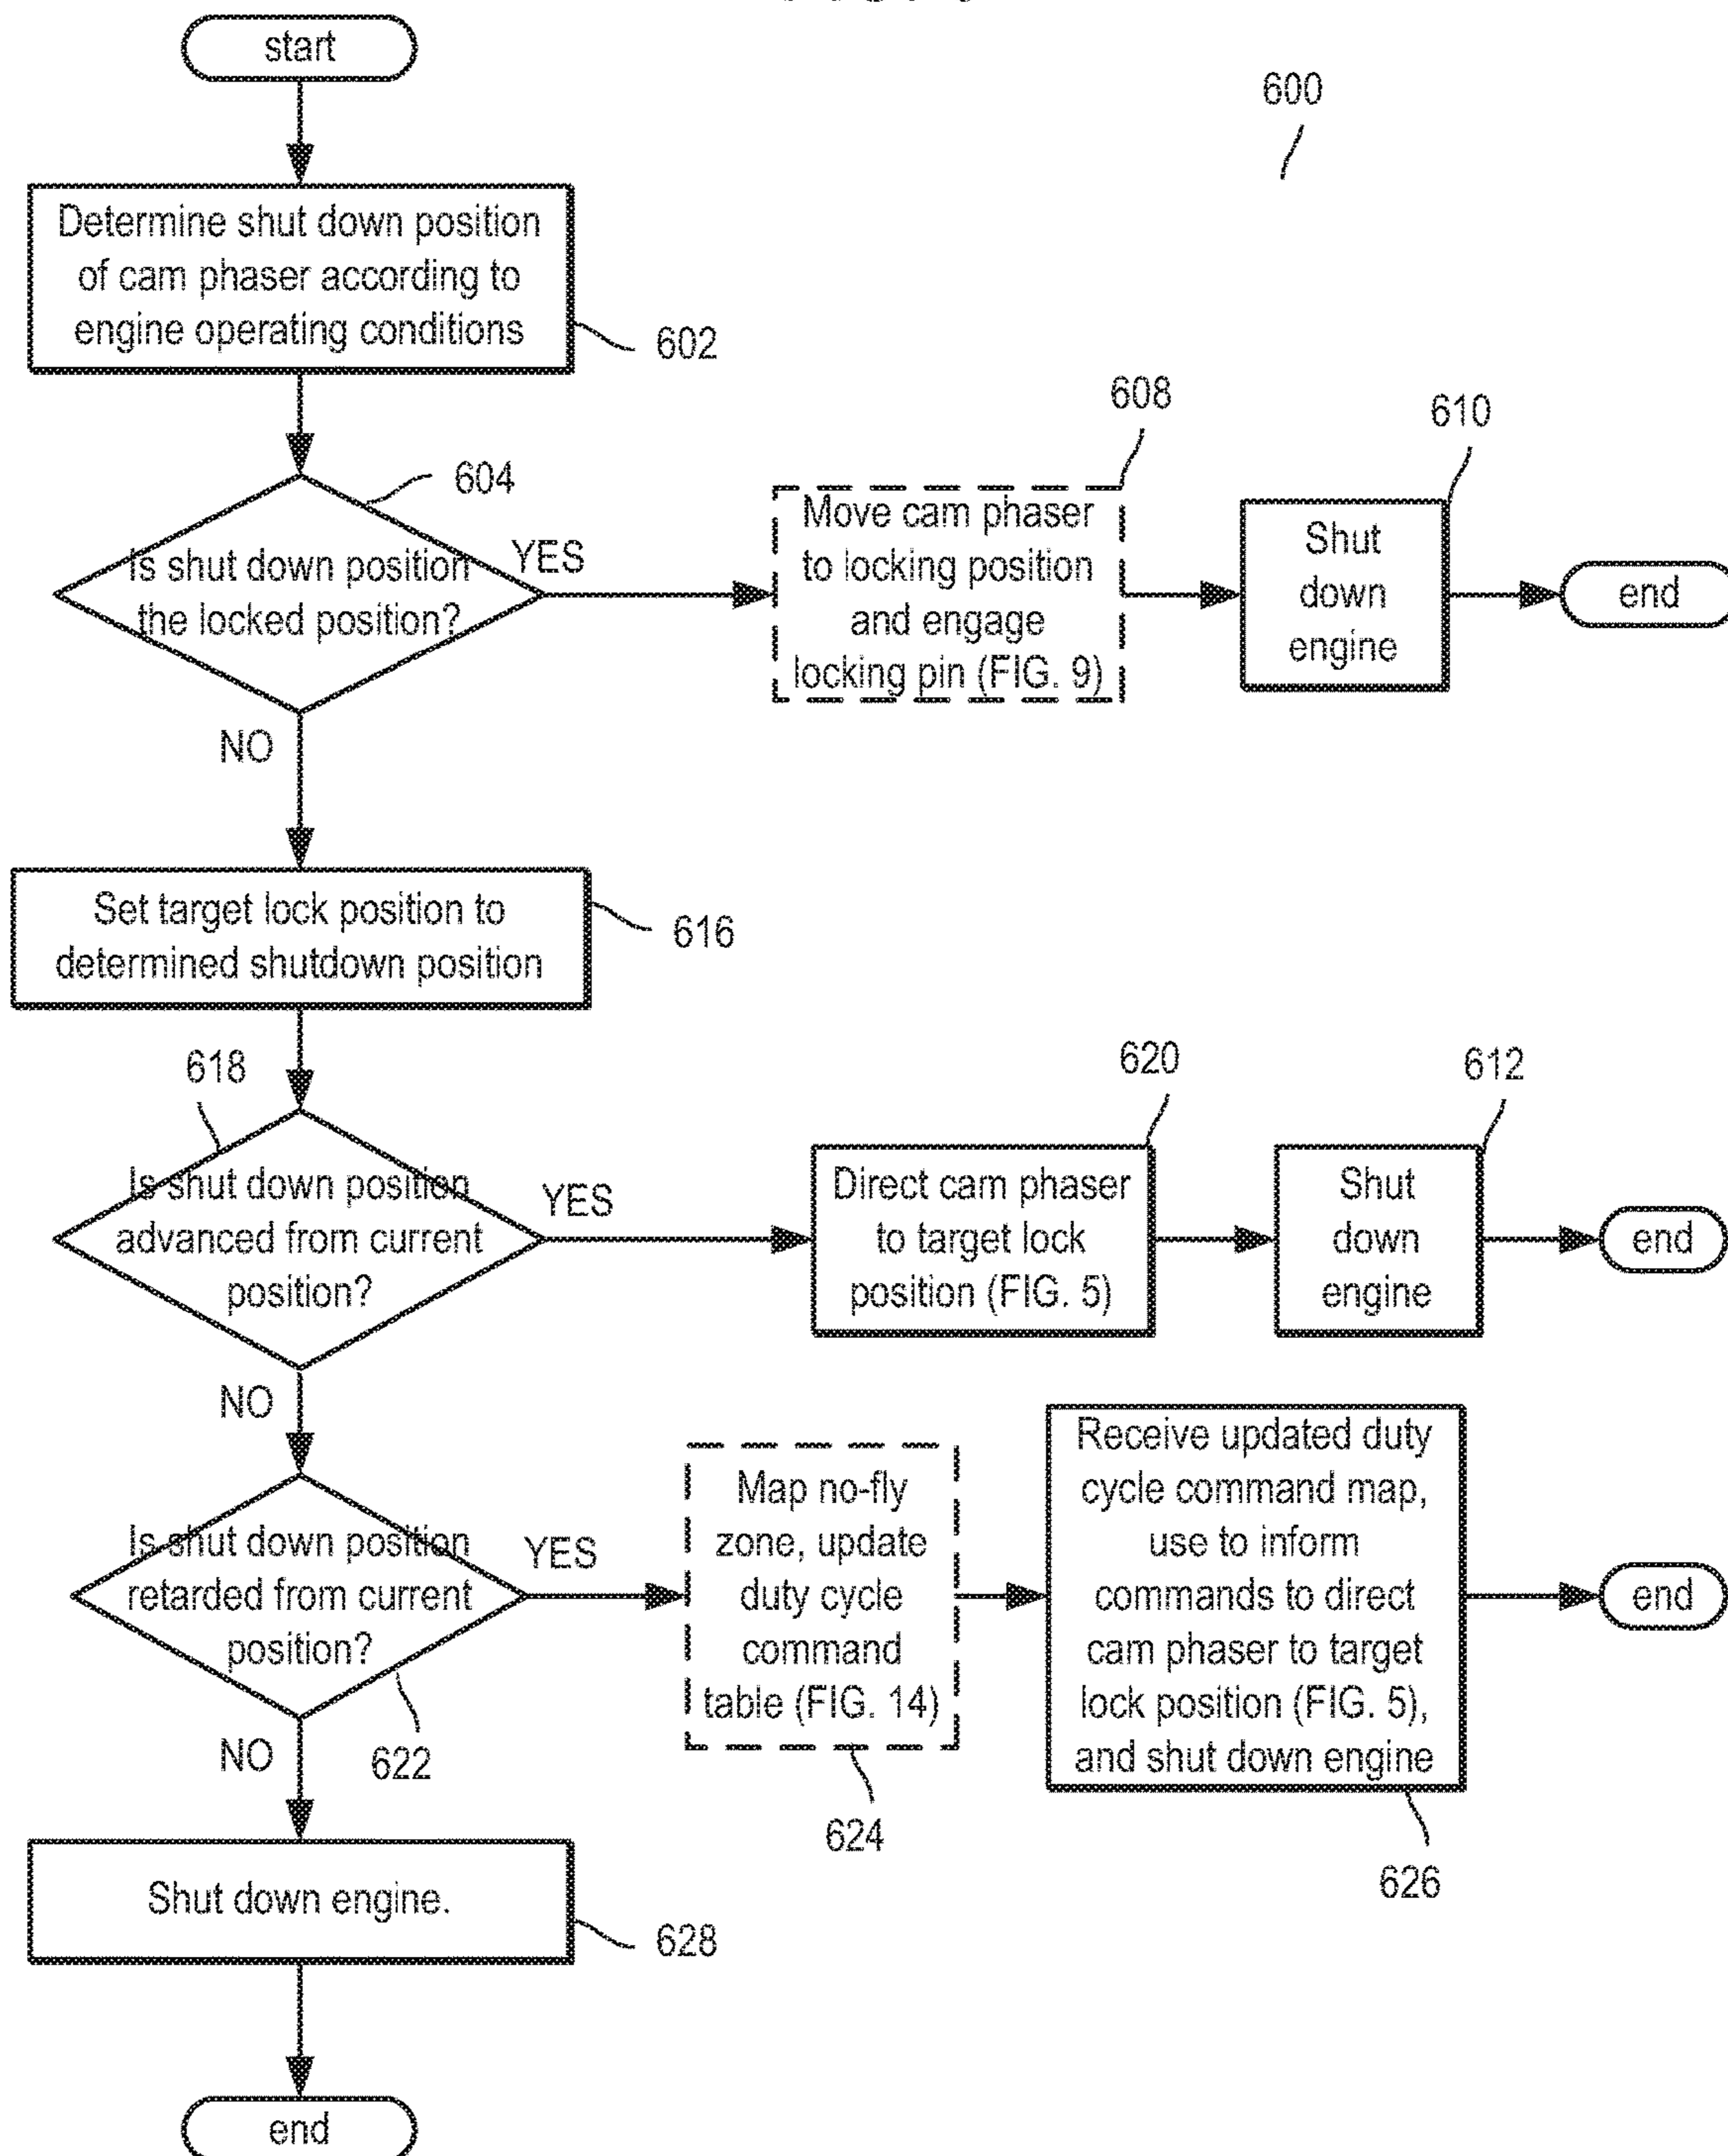 start
600
Determine shut down position
of cam phaser according to
engine operating conditions
602
604
Is shut down position
the locked position?
YES
608
Move cam phaser
to locking position
and engage
locking pin (FIG. 9)
610
Shut
down
engine
end
NO
Set target lock position to
determined shutdown position
616
618
Is shut down position
advanced from current
position?
YES
620
Direct cam phaser
to target lock
position (FIG. 5)
612
Shut
down
engine
end
NO
Is shut down position
retarded from current
position?
622
YES
Map no-fly
zone, update
duty cycle
command
table (FIG. 14)
624
Receive updated duty
cycle command map,
use to inform
commands to direct
cam phaser to target
lock position (FIG. 5),
and shut down engine
626
end
NO
Shut down engine.
628
end